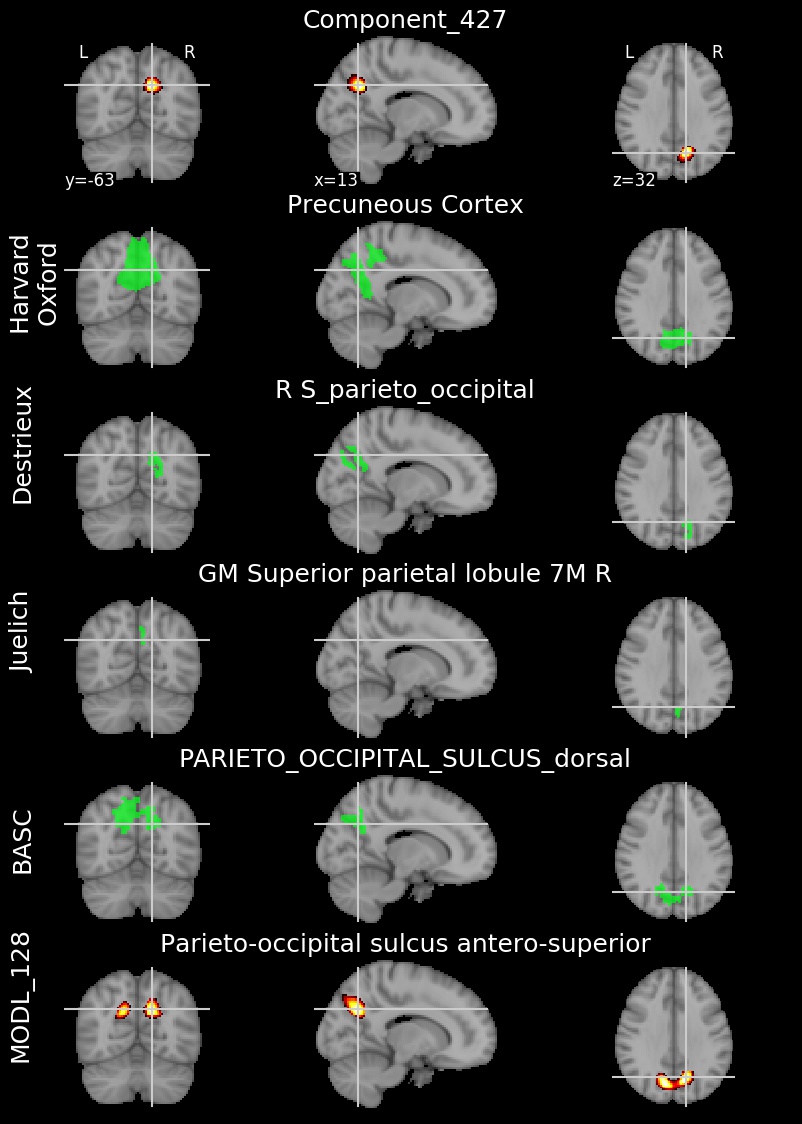 Component_427
L R
L R
y=-63
x=13
z=32
Precuneous Cortex
Harvard
Oxford
R S_parieto_occipital
Destrieux
GM Superior parietal lobule 7M R
Juelich
PARIETO_OCCIPITAL_SULCUS_dorsal
BASC
Parieto-occipital sulcus antero-superior
MODL_128